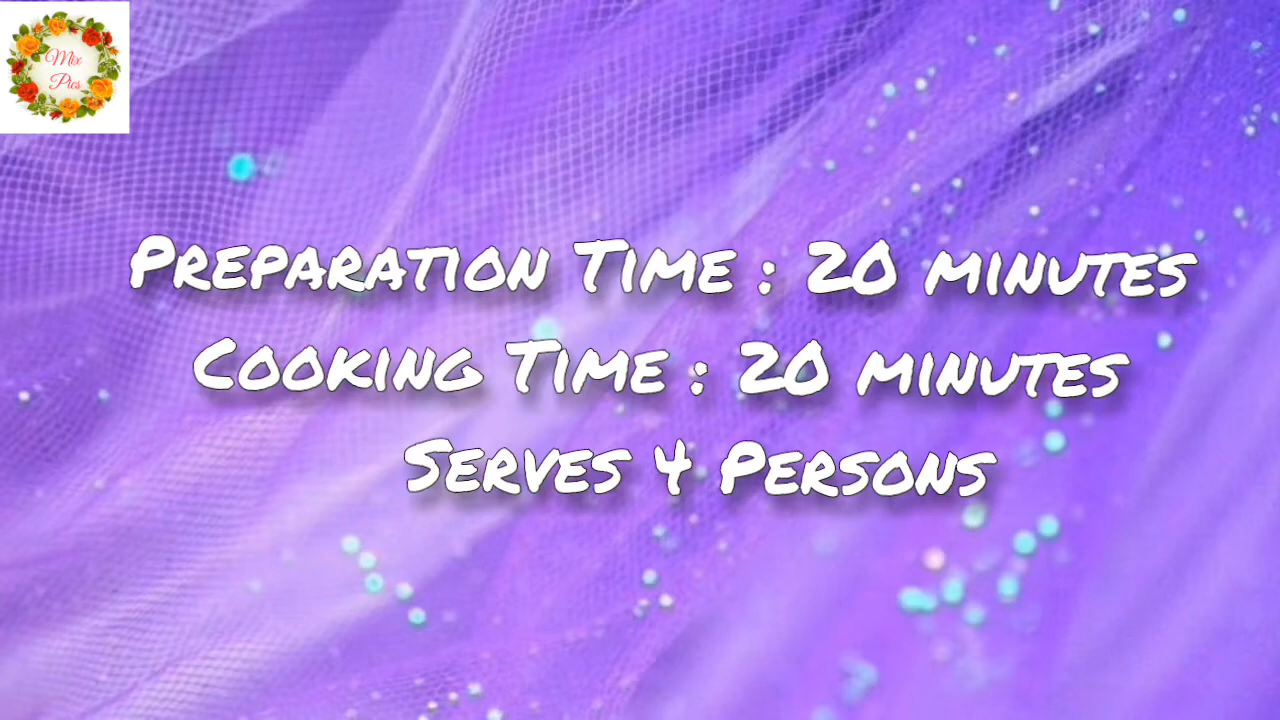 Mix
Pics
Preparation Time : 20 minutes
Cooking Time : 20 minutes
Serves 4 Persons